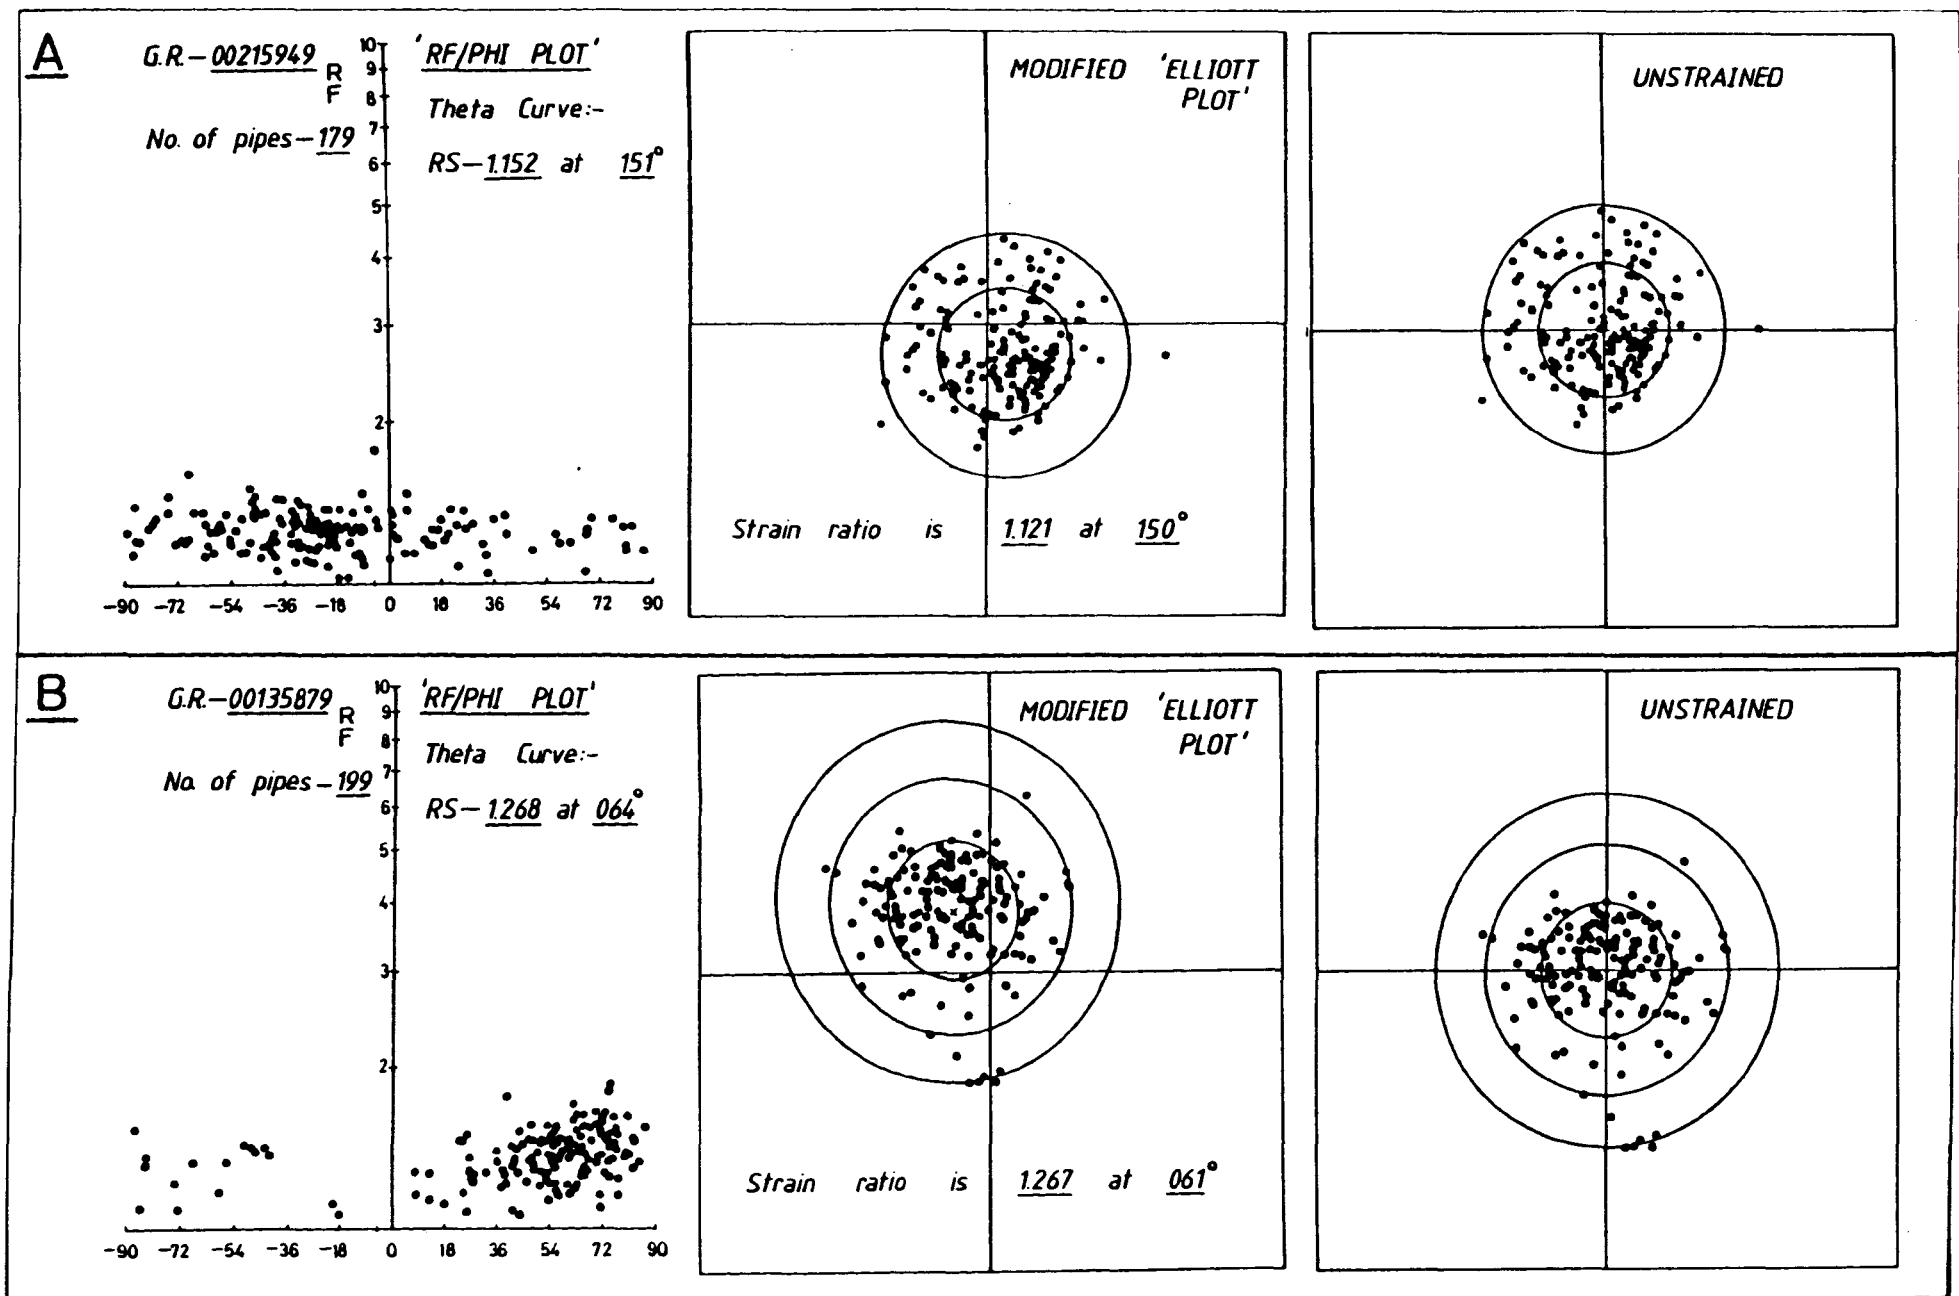 A
G.R.-00215949
RF
'RF/PHI PLOT'
No. of pipes-179
Theta Curve:-
RS-1.152 at 151°
10
9
8
7
6
5
4
3
2
-90 -72 -54 -36 -18 0 18 36 54 72 90
MODIFIED 'ELLIOTT
PLOT'
Strain ratio is 1.121 at 150°
UNSTRAINED
B
G.R.-00135879
RF
'RF/PHI PLOT'
No. of pipes-199
Theta Curve:-
RS-1.268 at 064°
10
9
8
7
6
5
4
3
2
-90 -72 -54 -36 -18 0 18 36 54 72 90
MODIFIED 'ELLIOTT
PLOT'
Strain ratio is 1.267 at 061°
UNSTRAINED